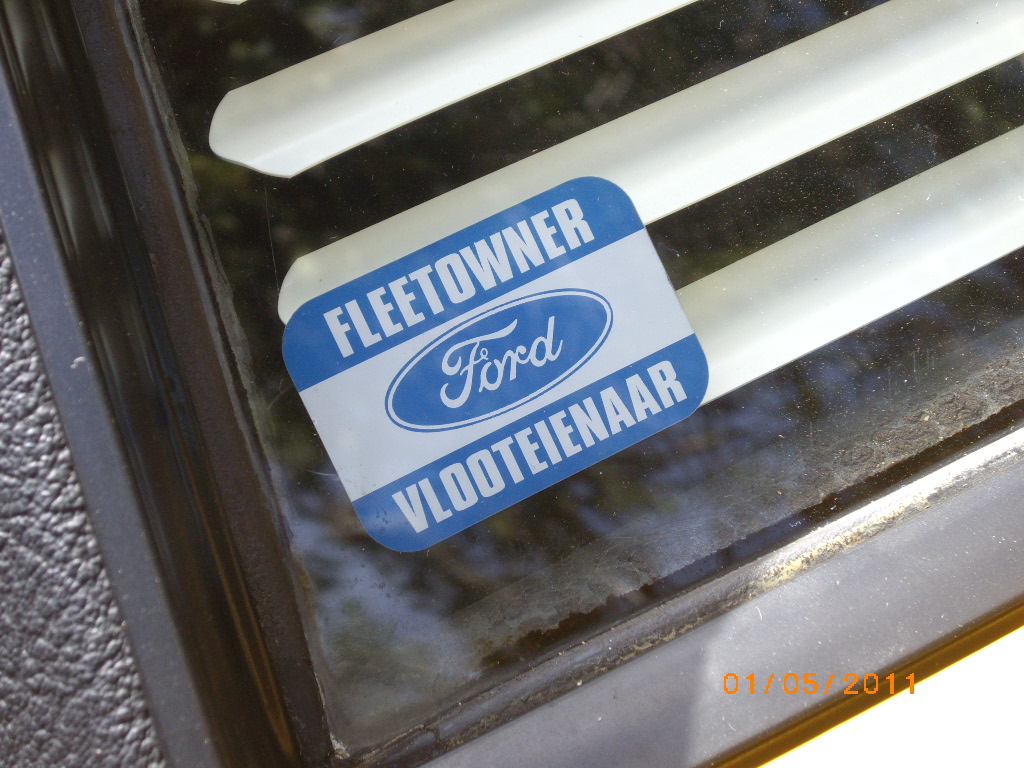 FLEETOWNER
Ford
VLOOTEIENAAR
01/05/2011